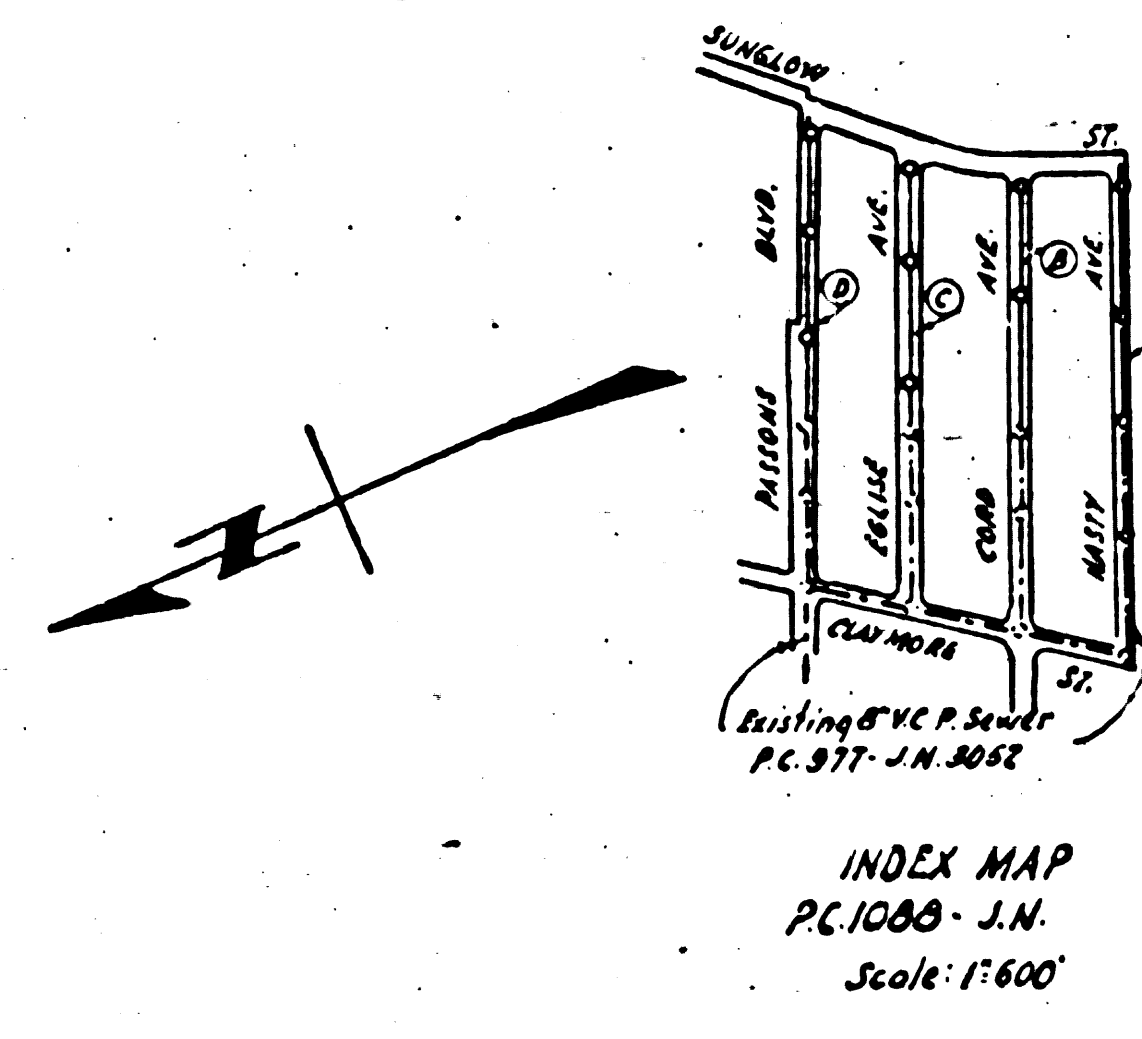 SUNGLOW ST.
PASSONS BLVD.
EGLISE AVE.
CORD AVE.
NASTY AVE.
D
C
B
CLAYMORE ST.
N
Existing 8" V.C.P. Sewer
P.C. 977 - J.N. 3052
INDEX MAP
P.C. 1088 - J.N.
Scale: 1"=600'